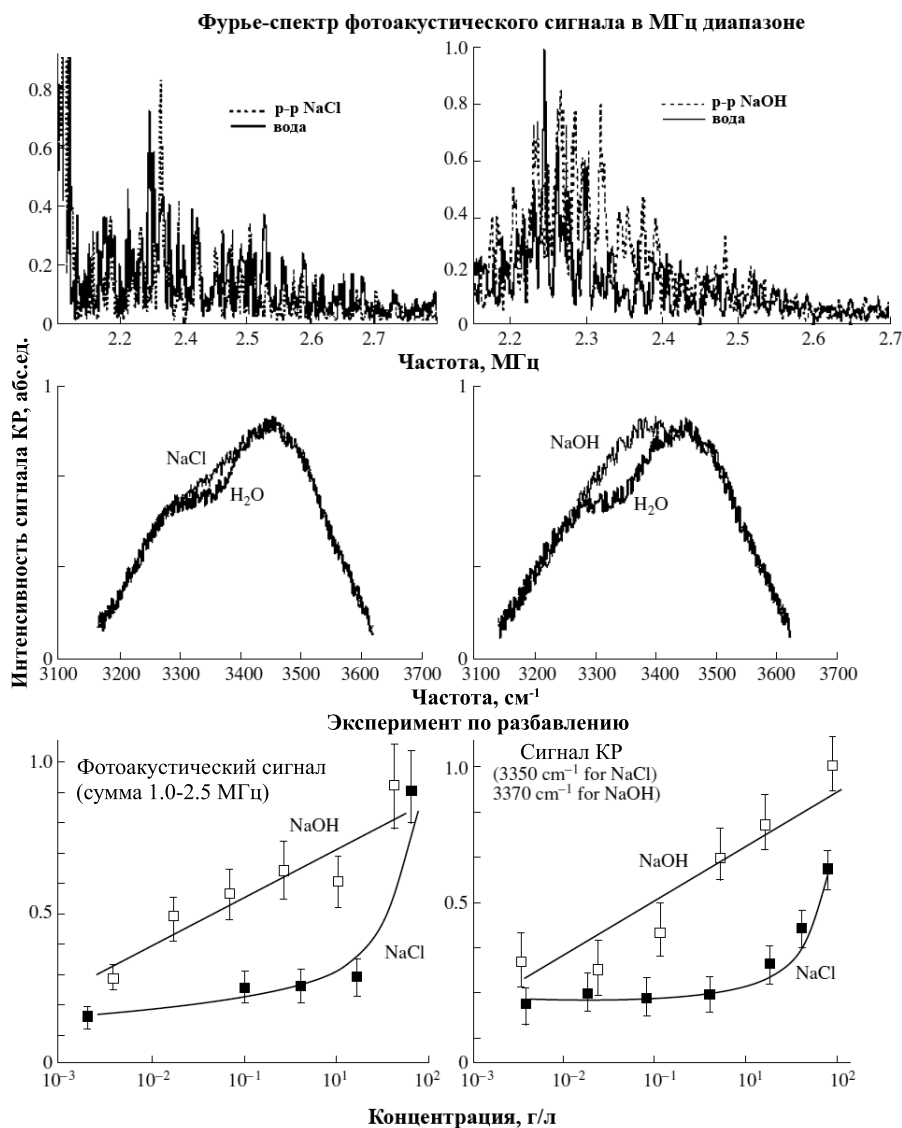 Фурье-спектр фотоакустического сигнала в МГц диапазоне
0.8
0.6
0.4
0.2
0
2.2
2.4
2.5
2.6
2.7
р-р NaCl
вода
1.0
0.8
0.6
0.4
0.2
0
2.2
2.3
2.4
2.5
2.6
2.7
р-р NaOH
вода
Частота, МГц
Интенсивность сигнала КР, абс.ед.
1
0
3100
3200
3300
3400
3500
3600
3700
NaCl
H₂O
1
0
3100
3200
3300
3400
3500
3600
3700
NaOH
H₂O
Частота, см⁻¹
Эксперимент по разбавлению
1.0
0.5
0
10⁻³
10⁻²
10⁻¹
10¹
10²
Фотоакустический сигнал
(сумма 1.0-2.5 МГц)
NaOH
NaCl
1.0
0.5
0
10⁻³
10⁻²
10⁻¹
10⁰
10¹
10²
Сигнал КР
(3350 cm⁻¹ for NaCl)
3370 cm⁻¹ for NaOH)
NaOH
NaCl
Концентрация, г/л